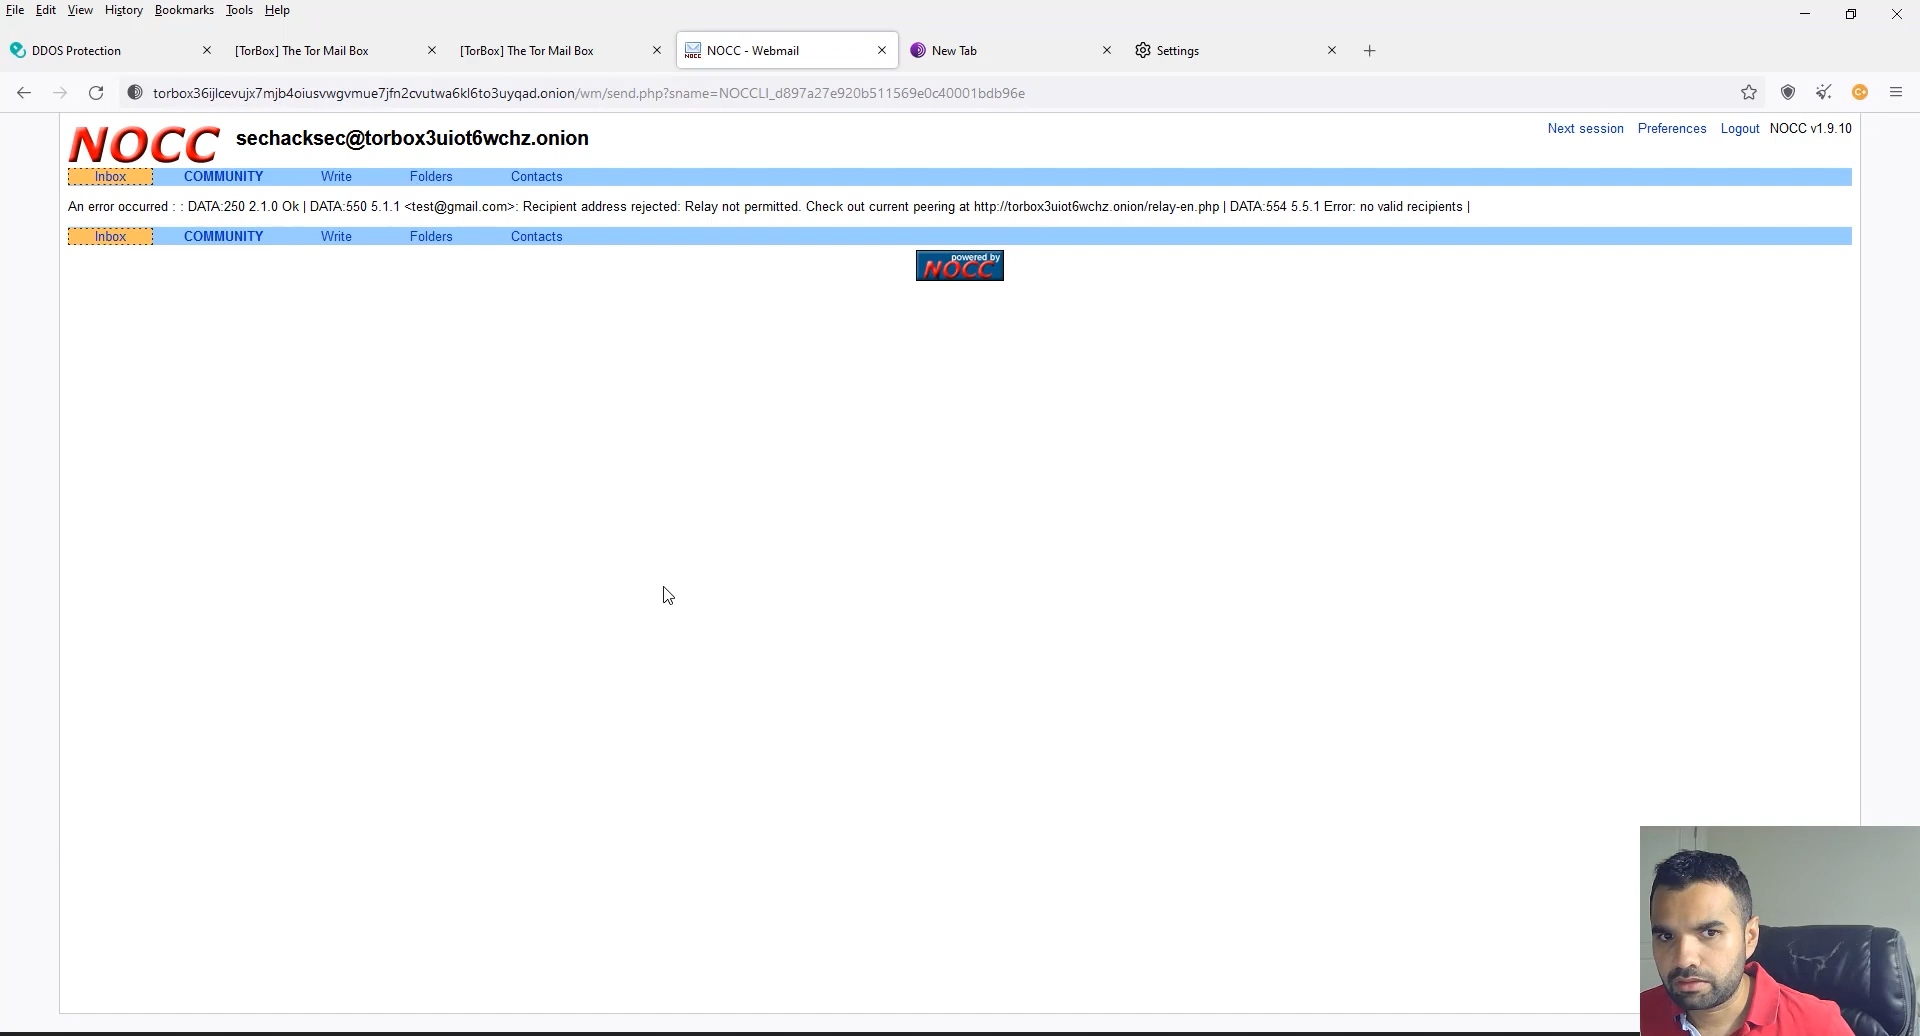 File Edit View History Bookmarks Tools Help
DDOS Protection [TorBox] The Tor Mail Box [TorBox] The Tor Mail Box NOCC - Webmail New Tab Settings
torbox36ijlcevujx7mjb4oiusvwgvmue7jfn2cvutwa6kl6to3uyqad.onion/wm/send.php?sname=NOCCLI_d897a27e920b511569e0c40001bdb96e
NOCC sechacksec@torbox3uiot6wchz.onion Next session Preferences Logout NOCC v1.9.10
Inbox COMMUNITY Write Folders Contacts
An error occurred : : DATA:250 2.1.0 Ok | DATA:550 5.1.1 <test@gmail.com>: Recipient address rejected: Relay not permitted. Check out current peering at http://torbox3uiot6wchz.onion/relay-en.php | DATA:554 5.5.1 Error: no valid recipients |
Inbox COMMUNITY Write Folders Contacts
powered by
NOCC